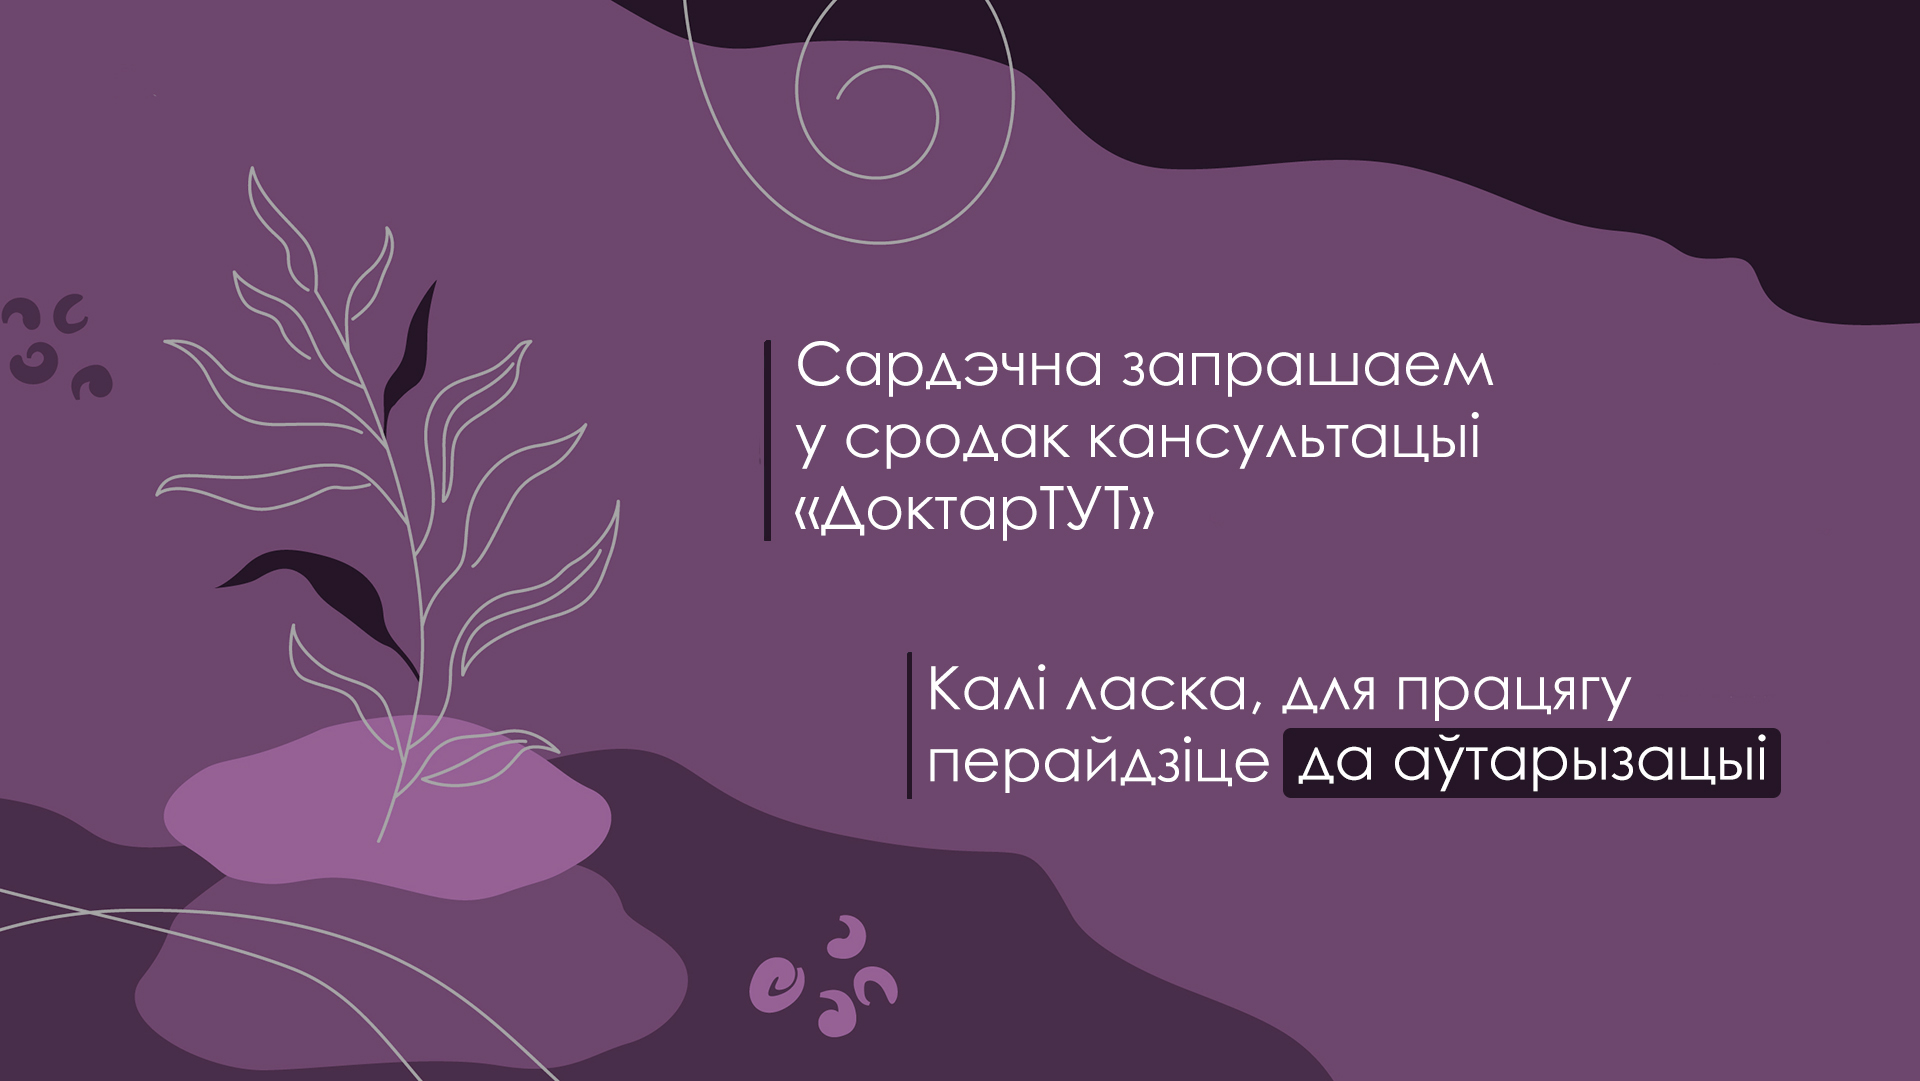 Сардэчна запрашаем
у сродак кансультацыі
«ДоктарТУТ»
Калі ласка, для працягу
перайдзіце да аўтарызацыі